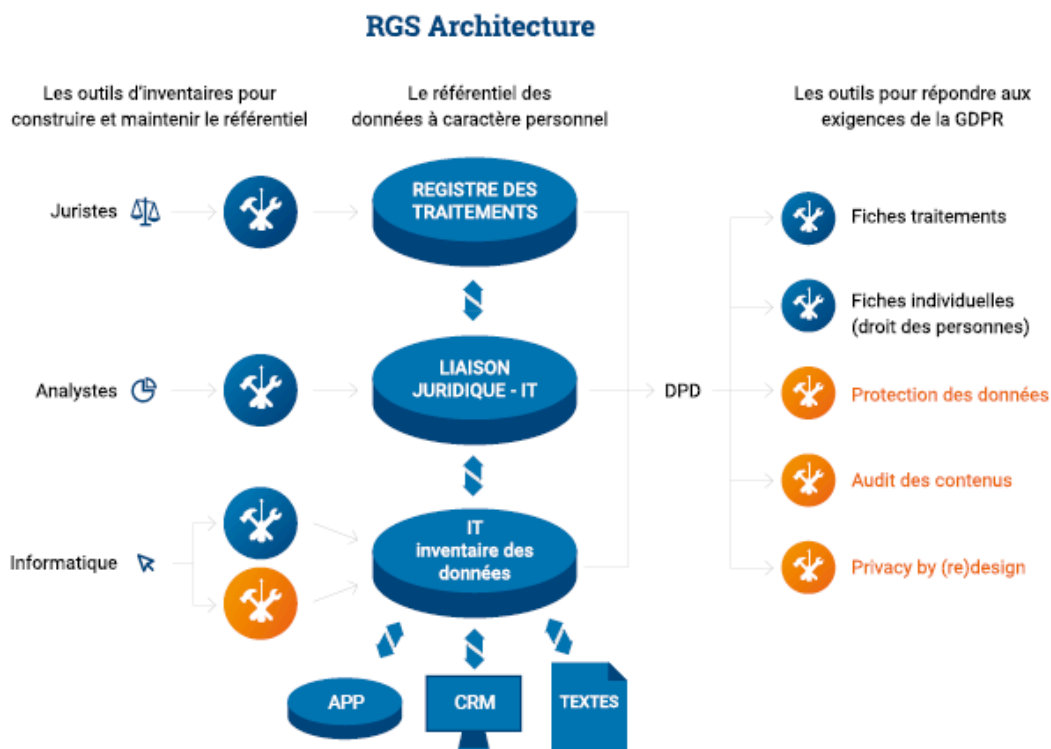 RGS Architecture
Les outils d'inventaires pour
construire et maintenir le référentiel
Le référentiel des
données à caractère personnel
Les outils pour répondre aux
exigences de la GDPR
Juristes
REGISTRE DES
TRAITEMENTS
Fiches traitements
Fiches individuelles
(droit des personnes)
Analystes
LIAISON
JURIDIQUE - IT
DPD
Protection des données
Audit des contenus
Informatique
IT
inventaire des
données
Privacy by (re)design
APP
CRM
TEXTES